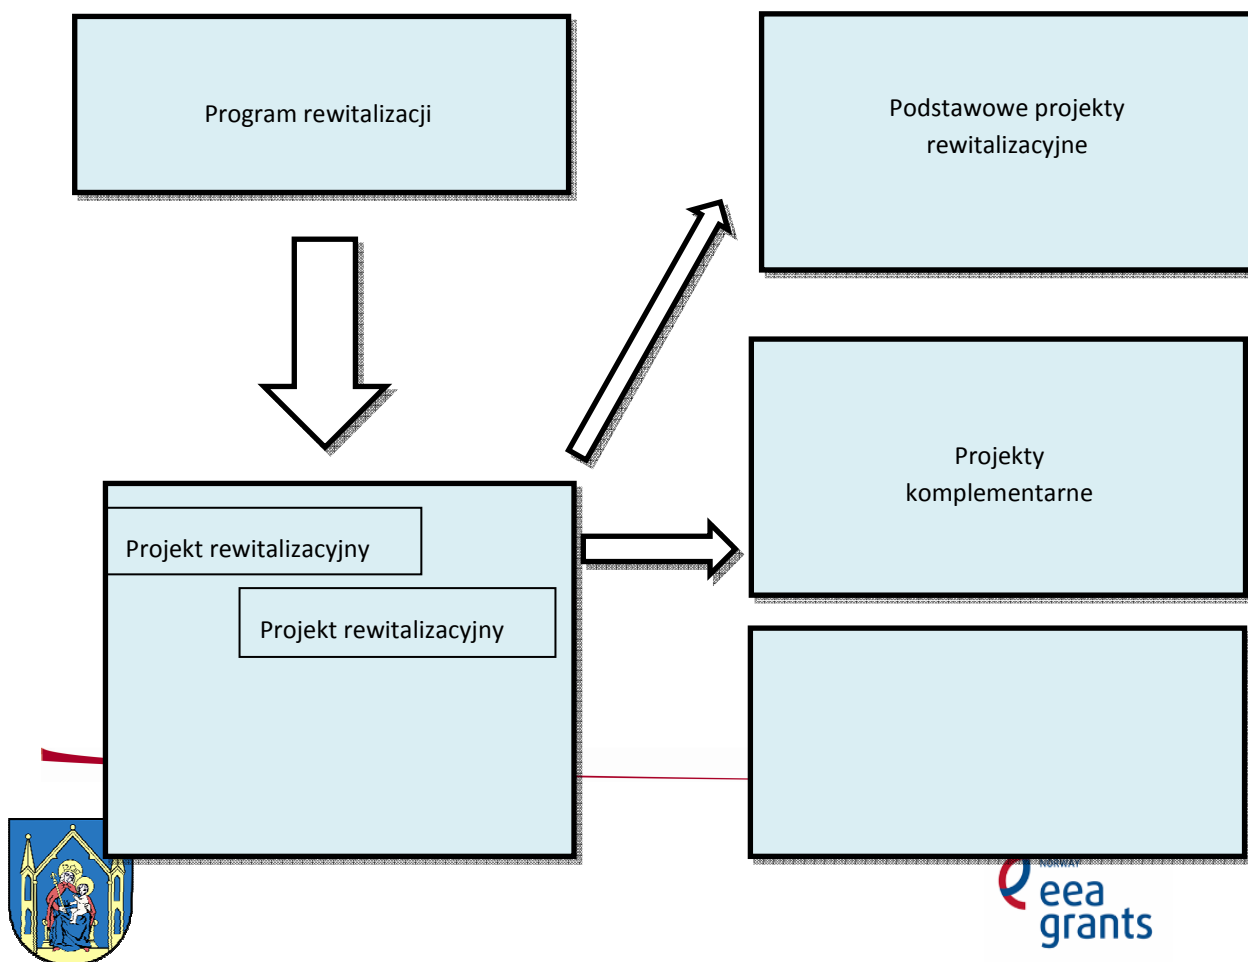 Program rewitalizacji
Podstawowe projekty
rewitalizacyjne
Projekty
komplementarne
Projekt rewitalizacyjny
Projekt rewitalizacyjny
NORWAY
eea
grants